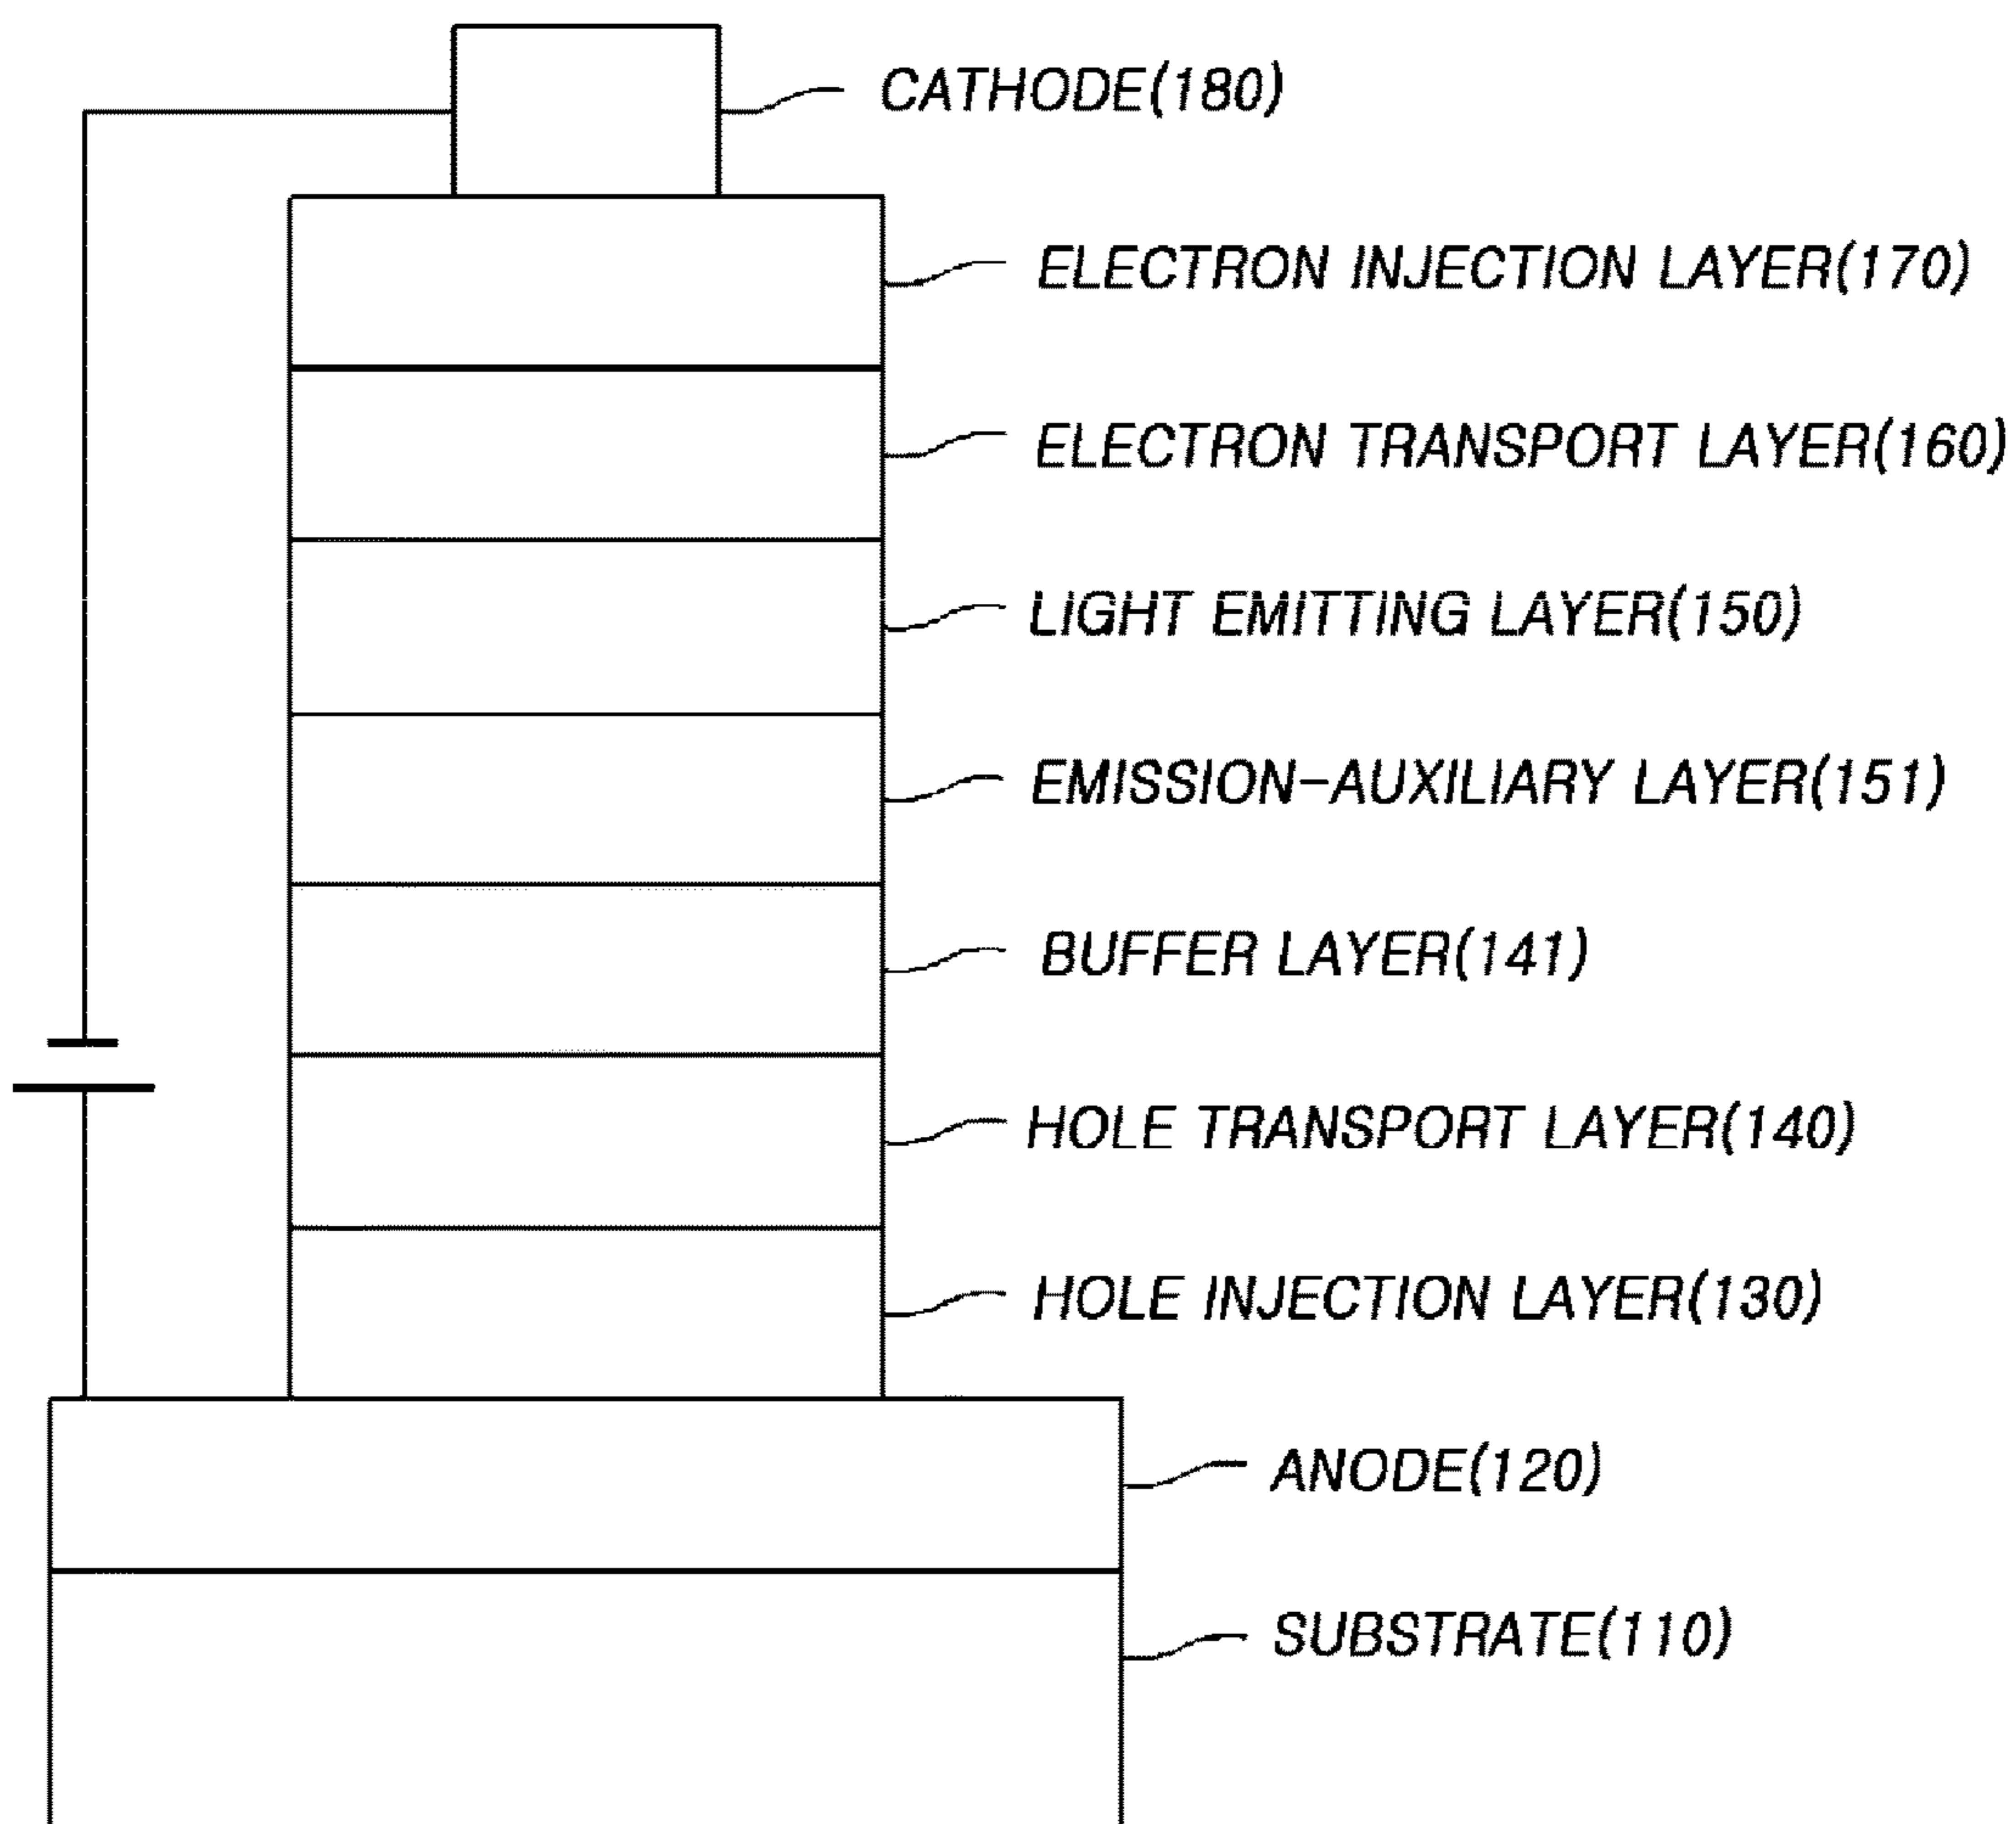 CATHODE(180)
ELECTRON INJECTION LAYER(170)
ELECTRON TRANSPORT LAYER(160)
LIGHT EMITTING LAYER(150)
EMISSION-AUXILIARY LAYER(151)
BUFFER LAYER(141)
HOLE TRANSPORT LAYER(140)
HOLE INJECTION LAYER(130)
ANODE(120)
SUBSTRATE(110)